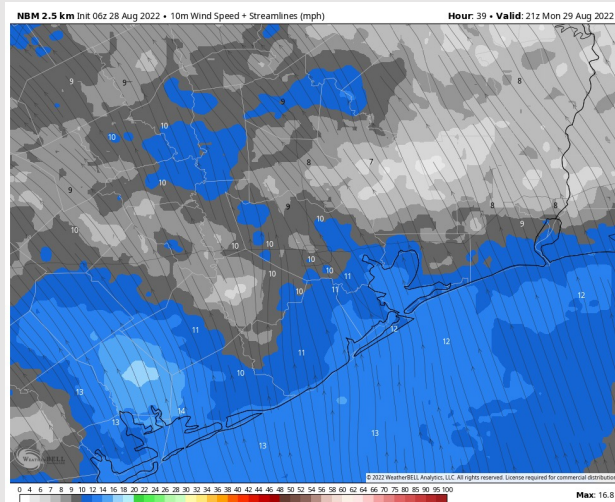 NBM 2.5 km Init 06z 28 Aug 2022 • 10m Wind Speed + Streamlines (mph) Hour: 39 • Valid: 21z Mon 29 Aug 2022
9 9 8
9
10
10
8 7
10
9
9 8 8
10 10 9
10 10
10 10 11
10
10 11 12
11 12
12
11
10
13
14
13
13 13
WeatherBELL
© 2022 WeatherBELL Analytics, LLC. All rights reserved. License required for commercial distribution
0 4 6 7 8 9 10 12 14 16 18 20 22 24 26 28 30 32 34 36 38 40 42 44 46 48 50 52 54 56 58 60 62 64 66 70 75 80 85 90 95 100
Max: 16.8